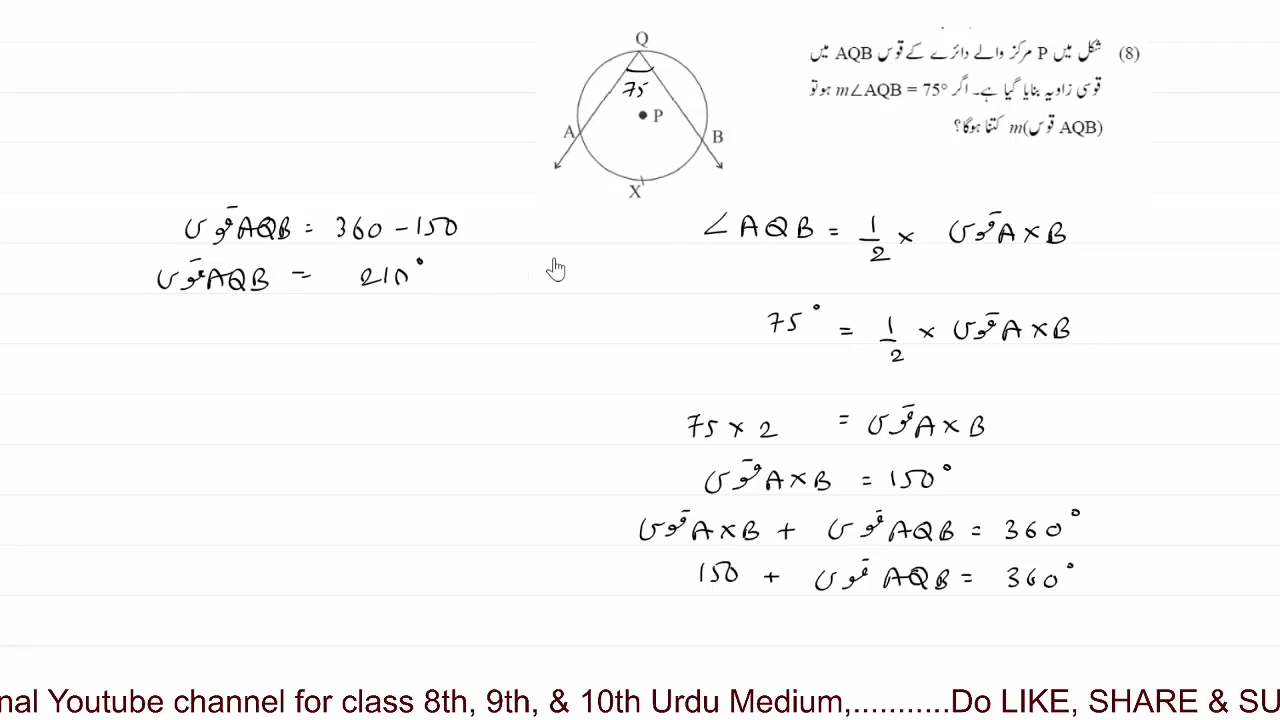 (8) شکل میں P مرکز والے دائرے کے قوس AQB میں
قوسی زاویہ بنایا گیا ہے۔ اگر m∠AQB = 75° ہو تو
m(قوس AQB) کتنا ہوگا؟
Q
75
P
A
B
X
∠AQB = 1/2 × قوس AXB
75° = 1/2 × قوس AXB
75 × 2 = قوس AXB
قوس AXB = 150°
قوس AXB + قوس AQB = 360°
150 + قوس AQB = 360°
قوس AQB = 360 - 150
قوس AQB = 210°
nal Youtube channel for class 8th, 9th, & 10th Urdu Medium,...........Do LIKE, SHARE & SU